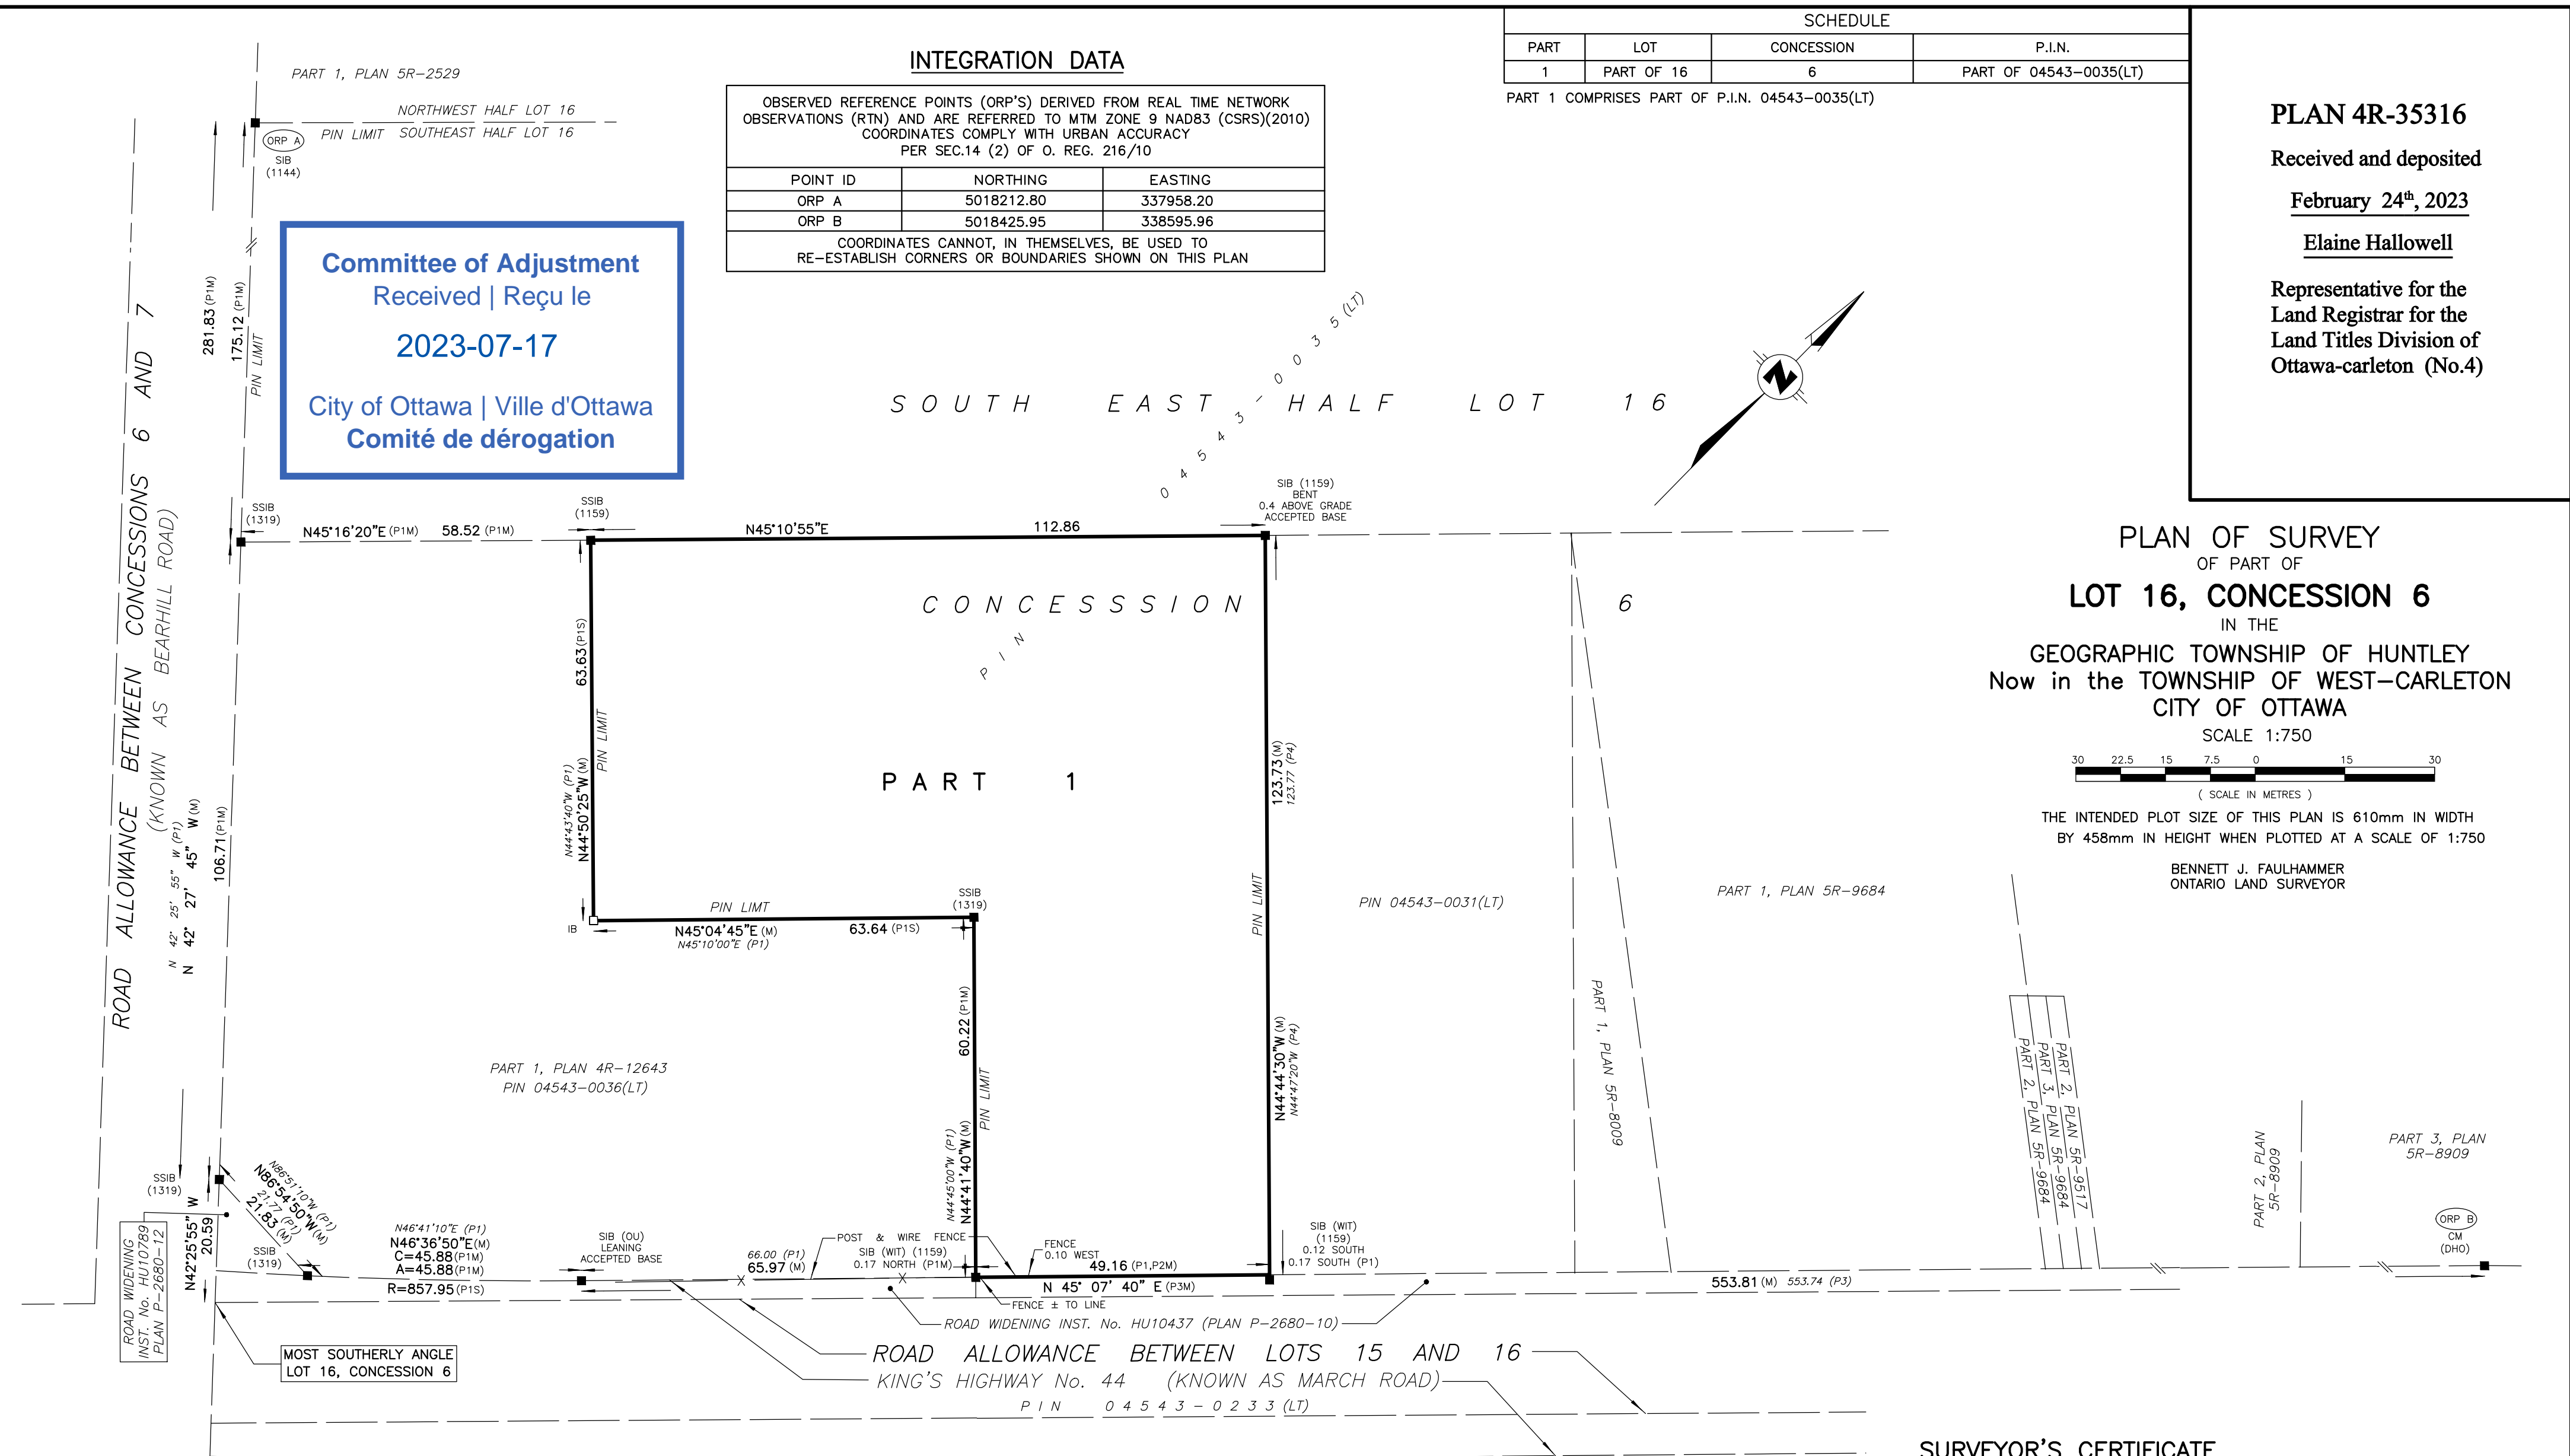 SCHEDULE
PART LOT CONCESSION P.I.N.
1 PART OF 16 6 PART OF 04543-0035(LT)
PART 1 COMPRISES PART OF P.I.N. 04543-0035(LT)
PLAN 4R-35316
Received and deposited
February 24th, 2023
Elaine Hallowell
Representative for the
Land Registrar for the
Land Titles Division of
Ottawa-carleton (No.4)
INTEGRATION DATA
OBSERVED REFERENCE POINTS (ORP'S) DERIVED FROM REAL TIME NETWORK
OBSERVATIONS (RTN) AND ARE REFERRED TO MTM ZONE 9 NAD83 (CSRS)(2010)
COORDINATES COMPLY WITH URBAN ACCURACY
PER SEC.14 (2) OF O. REG. 216/10
POINT ID NORTHING EASTING
ORP A 5018212.80 337958.20
ORP B 5018425.95 338595.96
COORDINATES CANNOT, IN THEMSELVES, BE USED TO
RE-ESTABLISH CORNERS OR BOUNDARIES SHOWN ON THIS PLAN
PART 1, PLAN 5R-2529
NORTHWEST HALF LOT 16
PIN LIMIT SOUTHEAST HALF LOT 16
ORP A
SIB
(1144)
281.83 (P1M)
175.12 (P1M)
PIN LIMIT
Committee of Adjustment
Received | Reçu le
2023-07-17
City of Ottawa | Ville d'Ottawa
Comité de dérogation
ROAD ALLOWANCE BETWEEN CONCESSIONS 6 AND 7
(KNOWN AS BEARHILL ROAD)
N 42° 25' 55" W (P1)
N 42° 27' 45" W (M)
106.71 (P1M)
SOUTH EAST HALF LOT 16
04543-0035(LT)
N
SSIB
(1319)
N45°16'20"E (P1M) 58.52 (P1M)
SSIB
(1159)
N45°10'55"E 112.86
SIB (1159)
BENT
0.4 ABOVE GRADE
ACCEPTED BASE
CONCESSSION 6
PIN
63.63 (P1S)
PIN LIMIT
N44°43'40"W (P1)
N44°50'25"W (M)
PART 1
123.73 (M)
123.77 (P4)
PIN LIMIT
N44°44'30"W (M)
N44°47'20"W (P4)
IB
PIN LIMT
SSIB
(1319)
N45°04'45"E (M) 63.64 (P1S)
N45°10'00"E (P1)
60.22 (P1M)
PIN LIMIT
N44°45'00"W (P1)
N44°41'40"W (M)
PIN 04543-0031(LT)
PART 1, PLAN 5R-9684
PART 1, PLAN 5R-8009
PART 2, PLAN 5R-9684
PART 3, PLAN 5R-9684
PART 2, PLAN 5R-9517
PART 2, PLAN
5R-8909
PART 3, PLAN
5R-8909
ORP B
CM
(DHO)
PLAN OF SURVEY
OF PART OF
LOT 16, CONCESSION 6
IN THE
GEOGRAPHIC TOWNSHIP OF HUNTLEY
Now in the TOWNSHIP OF WEST-CARLETON
CITY OF OTTAWA
SCALE 1:750
30 22.5 15 7.5 0 15 30
( SCALE IN METRES )
THE INTENDED PLOT SIZE OF THIS PLAN IS 610mm IN WIDTH
BY 458mm IN HEIGHT WHEN PLOTTED AT A SCALE OF 1:750
BENNETT J. FAULHAMMER
ONTARIO LAND SURVEYOR
PART 1, PLAN 4R-12643
PIN 04543-0036(LT)
SSIB
(1319)
N86°51'10"W (P1)
N86°54'50"W (M)
21.77 (P1)
21.83 (M)
N42°25'55" W
20.59
ROAD WIDENING
INST. No. HU10789
PLAN P-2680-12
SSIB
(1319)
N46°41'10"E (P1)
N46°36'50"E (M)
C=45.88 (P1M)
A=45.88 (P1M)
R=857.95 (P1S)
SIB (OU)
LEANING
ACCEPTED BASE
66.00 (P1)
65.97 (M)
POST & WIRE FENCE
SIB (WIT) (1159)
0.17 NORTH (P1M)
FENCE
0.10 WEST
49.16 (P1,P2M)
N 45° 07' 40" E (P3M)
FENCE ± TO LINE
SIB (WIT)
(1159)
0.12 SOUTH
0.17 SOUTH (P1)
553.81 (M) 553.74 (P3)
ROAD WIDENING INST. No. HU10437 (PLAN P-2680-10)
MOST SOUTHERLY ANGLE
LOT 16, CONCESSION 6
ROAD ALLOWANCE BETWEEN LOTS 15 AND 16
KING'S HIGHWAY No. 44 (KNOWN AS MARCH ROAD)
PIN 04543-0233(LT)
SURVEYOR'S CERTIFICATE